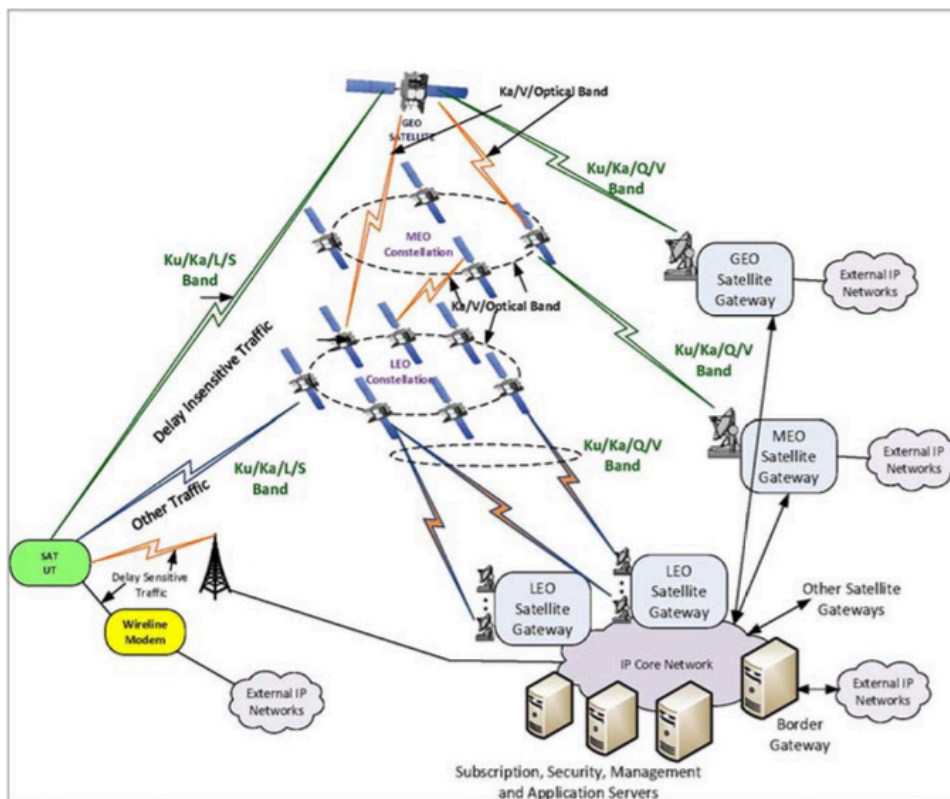 Ka/V/Optical Band
GEO
SATELLITE
Ku/Ka/Q/V
Band
MEO
Constellation
Ku/Ka/L/S
Band
GEO
Satellite
Gateway
External IP
Networks
Ka/V/Optical Band
Delay Insensitive Traffic
LEO
Constellation
Ku/Ka/Q/V
Band
MEO
Satellite
Gateway
External IP
Networks
Ku/Ka/L/S
Band
Ku/Ka/Q/V
Band
Other Traffic
SAT
UT
Delay Sensitive
Traffic
Wireline
Modem
External IP
Networks
LEO
Satellite
Gateway
LEO
Satellite
Gateway
Other Satellite
Gateways
IP Core Network
External IP
Networks
Border
Gateway
Subscription, Security, Management
and Application Servers